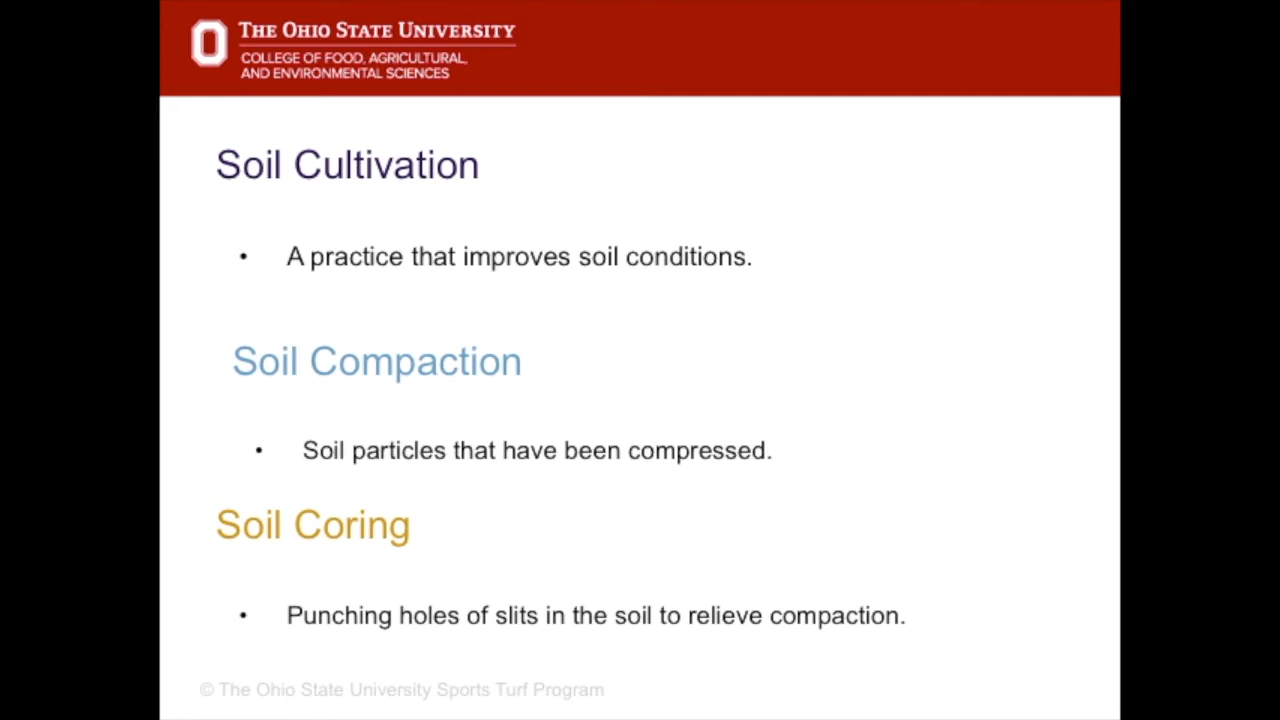 THE OHIO STATE UNIVERSITY
COLLEGE OF FOOD, AGRICULTURAL,
AND ENVIRONMENTAL SCIENCES
Soil Cultivation
• A practice that improves soil conditions.
Soil Compaction
• Soil particles that have been compressed.
Soil Coring
• Punching holes of slits in the soil to relieve compaction.
© The Ohio State University Sports Turf Program